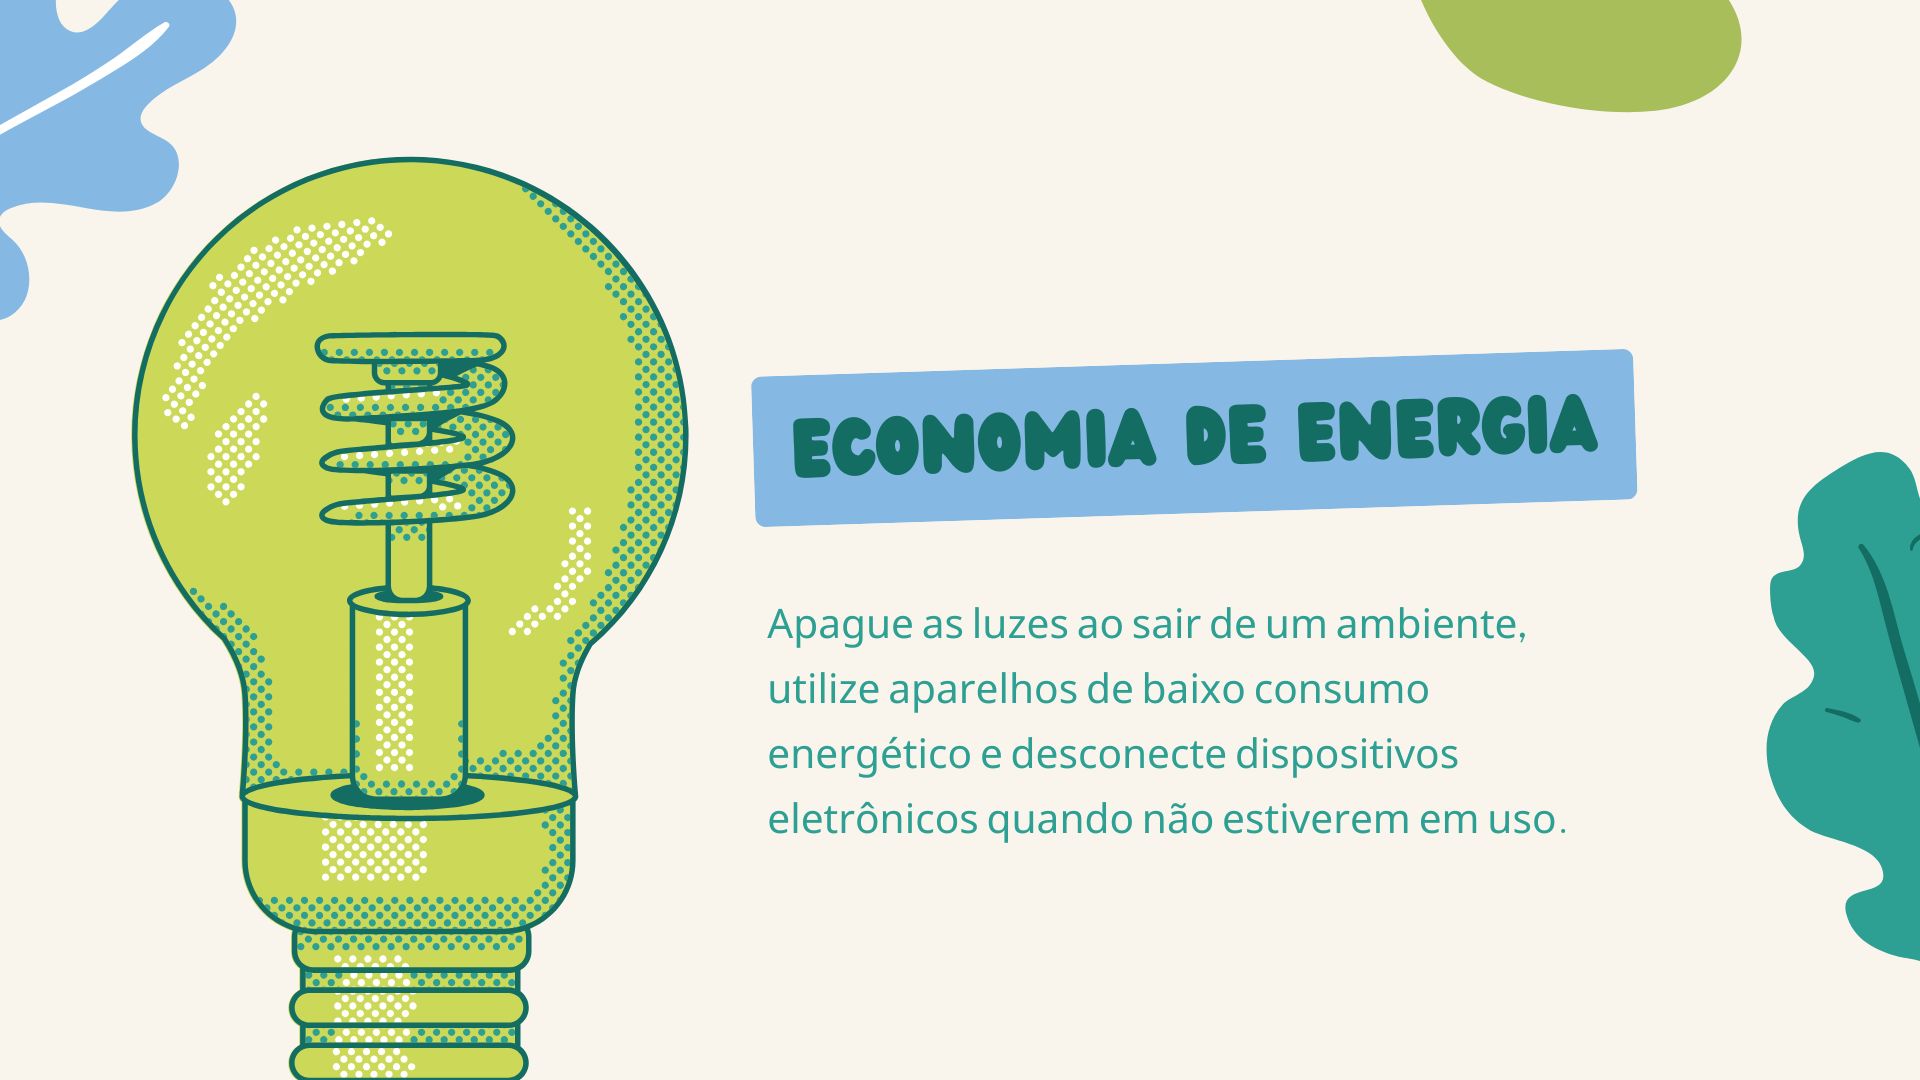 ECONOMIA DE ENERGIA
Apague as luzes ao sair de um ambiente,
utilize aparelhos de baixo consumo
energético e desconecte dispositivos
eletrônicos quando não estiverem em uso.